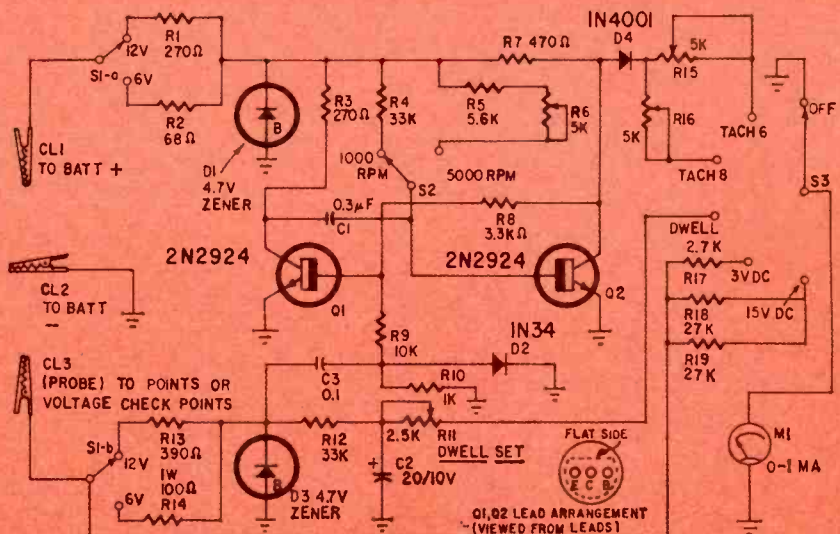 R1
270Ω
12V
S1-a
6V
R2
68Ω
CL1
TO BATT +
D1
4.7V
ZENER
B
R3
270Ω
R4
33K
1000
RPM
S2
5000 RPM
R5
5.6K
R6
5K
R7 470Ω
1N4001
D4
5K
R15
R16
5K
TACH 6
TACH 8
OFF
S3
0.3μF
C1
R8
3.3KΩ
2N2924
Q1
2N2924
Q2
DWELL
2.7K
R17
3V DC
R18
27K
15V DC
R19
27K
CL2
TO BATT
–
R9
10K
1N34
D2
C3
0.1
R10
1K
CL3
(PROBE) TO POINTS OR
VOLTAGE CHECK POINTS
S1-b
12V
R13
390Ω
1W
100Ω
R14
6V
B
D3 4.7V
ZENER
R12
33K
2.5K
R11
DWELL SET
+
C2
20/10V
FLAT SIDE
E C B
Q1,Q2 LEAD ARRANGEMENT
(VIEWED FROM LEADS)
M1
0-1 MA